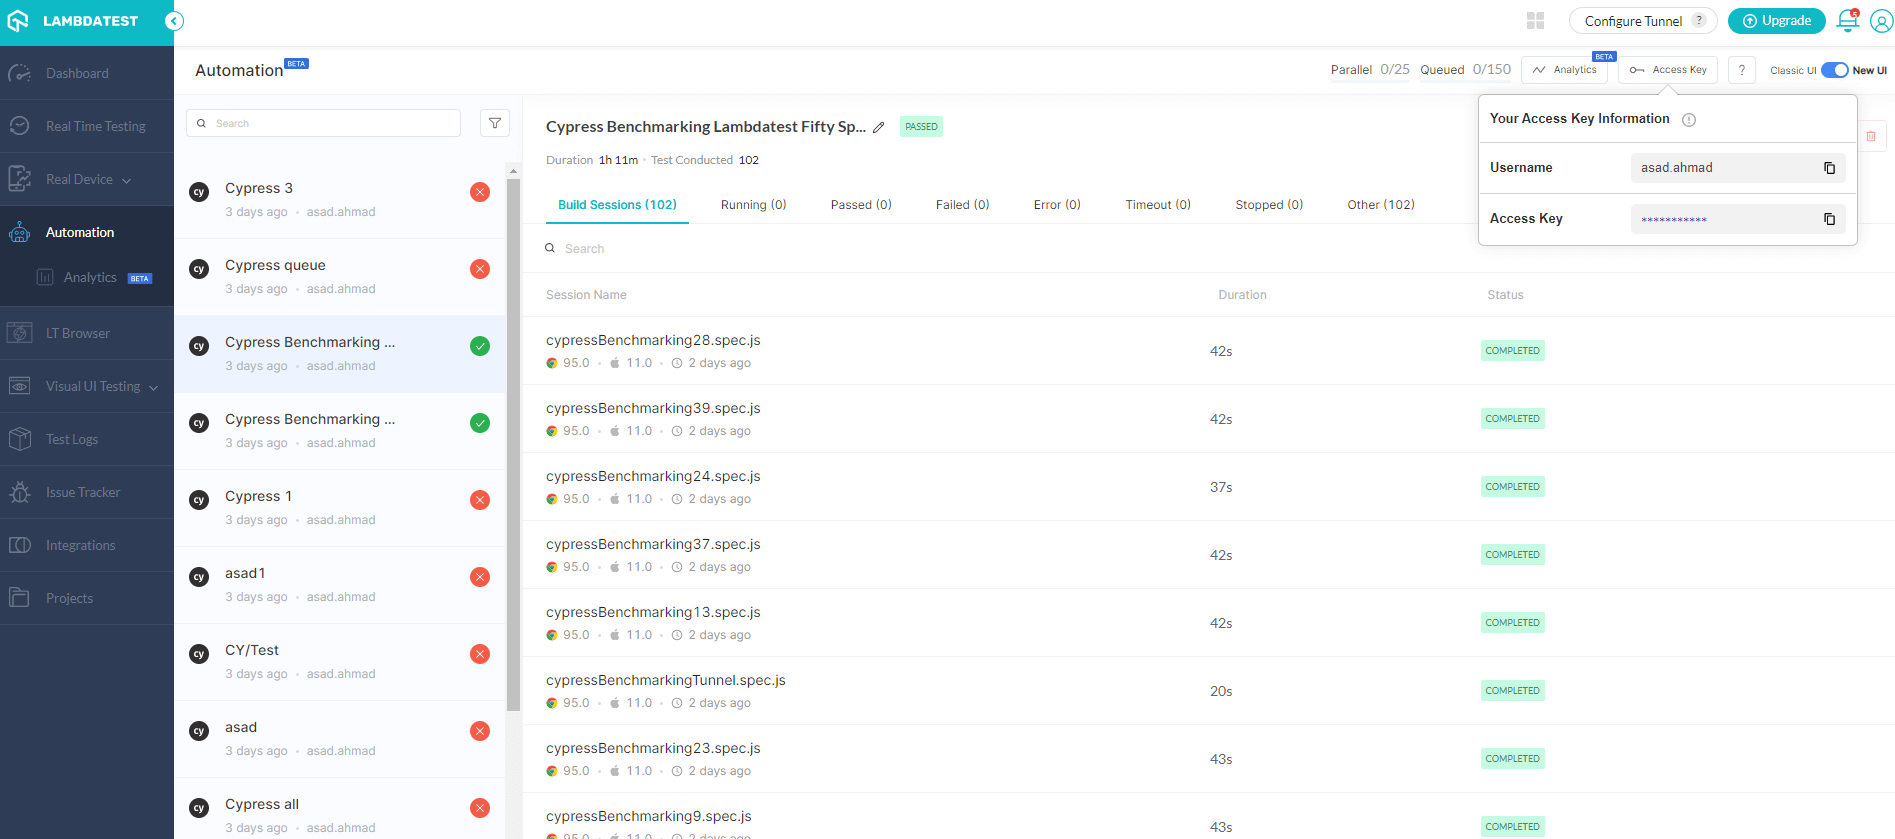 LAMBDATEST
Configure Tunnel ?
Upgrade
5
Dashboard
Real Time Testing
Real Device
Automation
Analytics BETA
LT Browser
Visual UI Testing
Test Logs
Issue Tracker
Integrations
Projects
Automation BETA
Parallel 0/25 Queued 0/150
Analytics BETA
Access Key
?
Classic UI New UI
Search
cy Cypress 3
3 days ago • asad.ahmad
cy Cypress queue
3 days ago • asad.ahmad
cy Cypress Benchmarking ...
3 days ago • asad.ahmad
cy Cypress Benchmarking ...
3 days ago • asad.ahmad
cy Cypress 1
3 days ago • asad.ahmad
cy asad1
3 days ago • asad.ahmad
cy CY/Test
3 days ago • asad.ahmad
cy asad
3 days ago • asad.ahmad
cy Cypress all
3 days ago • asad.ahmad
Cypress Benchmarking Lambdatest Fifty Sp... PASSED
Duration 1h 11m • Test Conducted 102
Build Sessions (102) Running (0) Passed (0) Failed (0) Error (0) Timeout (0) Stopped (0) Other (102)
Your Access Key Information
Username asad.ahmad
Access Key ***********
Search
Session Name Duration Status
cypressBenchmarking28.spec.js 42s COMPLETED
95.0 • 11.0 • 2 days ago
cypressBenchmarking39.spec.js 42s COMPLETED
95.0 • 11.0 • 2 days ago
cypressBenchmarking24.spec.js 37s COMPLETED
95.0 • 11.0 • 2 days ago
cypressBenchmarking37.spec.js 42s COMPLETED
95.0 • 11.0 • 2 days ago
cypressBenchmarking13.spec.js 42s COMPLETED
95.0 • 11.0 • 2 days ago
cypressBenchmarkingTunnel.spec.js 20s COMPLETED
95.0 • 11.0 • 2 days ago
cypressBenchmarking23.spec.js 43s COMPLETED
95.0 • 11.0 • 2 days ago
cypressBenchmarking9.spec.js 43s COMPLETED
95.0 • 11.0 • 2 days ago